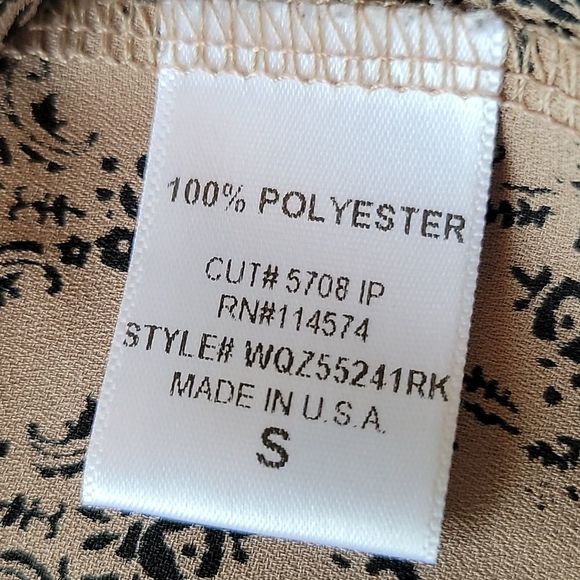 100% POLYESTER
CUT# 5708 IP
RN#114574
STYLE# WQZ55241RK
MADE IN U.S.A.
S